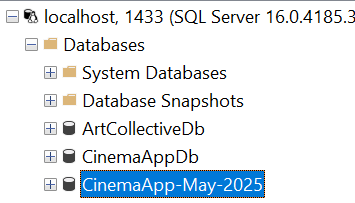 localhost, 1433 (SQL Server 16.0.4185.3
Databases
System Databases
Database Snapshots
ArtCollectiveDb
CinemaAppDb
CinemaApp-May-2025